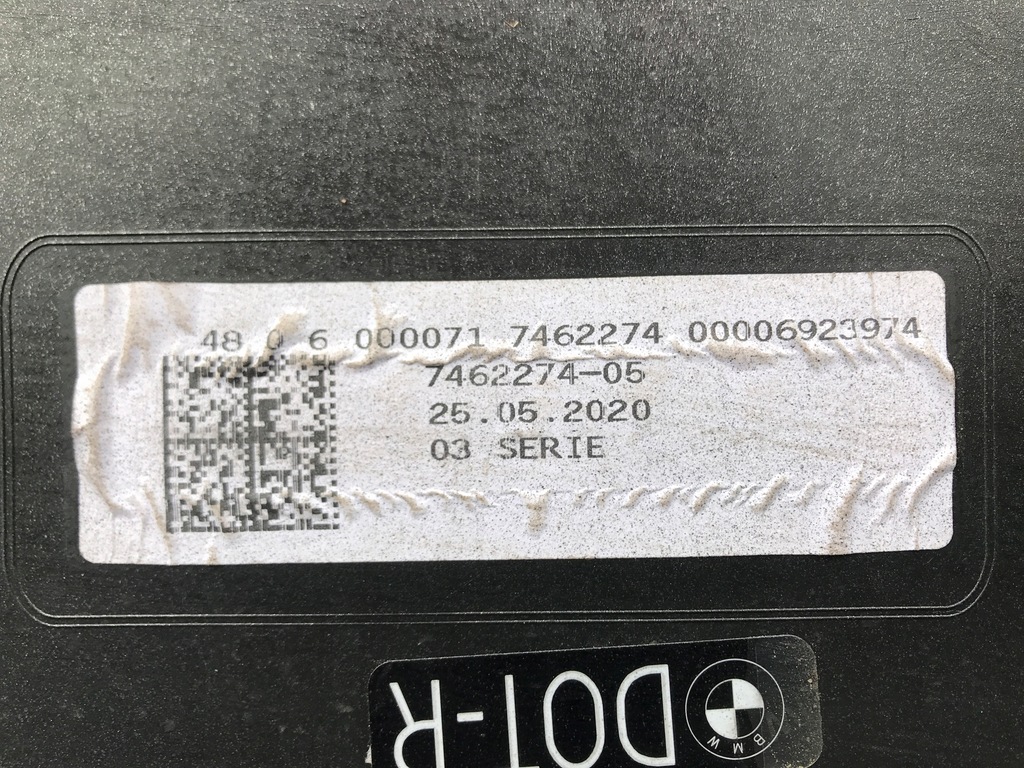 48 0 6 000071 7462274 00006923974
7462274-05
25.05.2020
03 SERIE
DOT-R
BMW